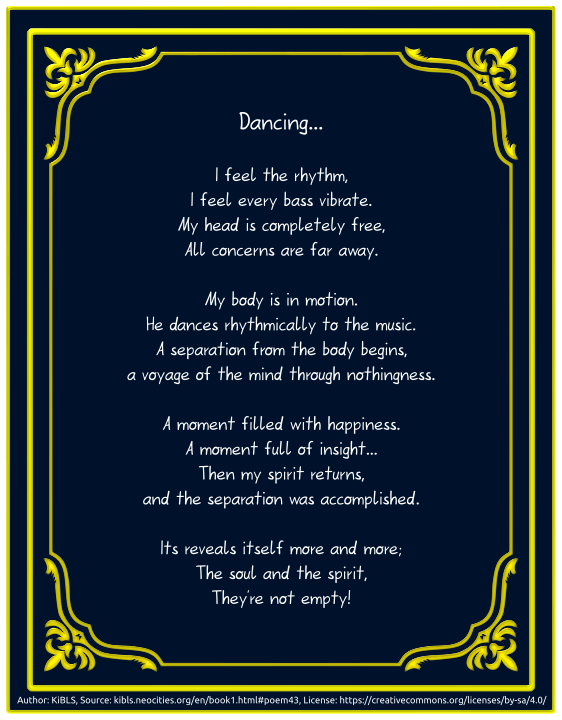 Dancing...
I feel the rhythm,
I feel every bass vibrate.
My head is completely free,
All concerns are far away.
My body is in motion.
He dances rhythmically to the music.
A separation from the body begins,
a voyage of the mind through nothingness.
A moment filled with happiness.
A moment full of insight...
Then my spirit returns,
and the separation was accomplished.
Its reveals itself more and more;
The soul and the spirit,
They're not empty!
Author: KiBLS, Source: kibls.neocities.org/en/book1.html#poem43, License: https://creativecommons.org/licenses/by-sa/4.0/